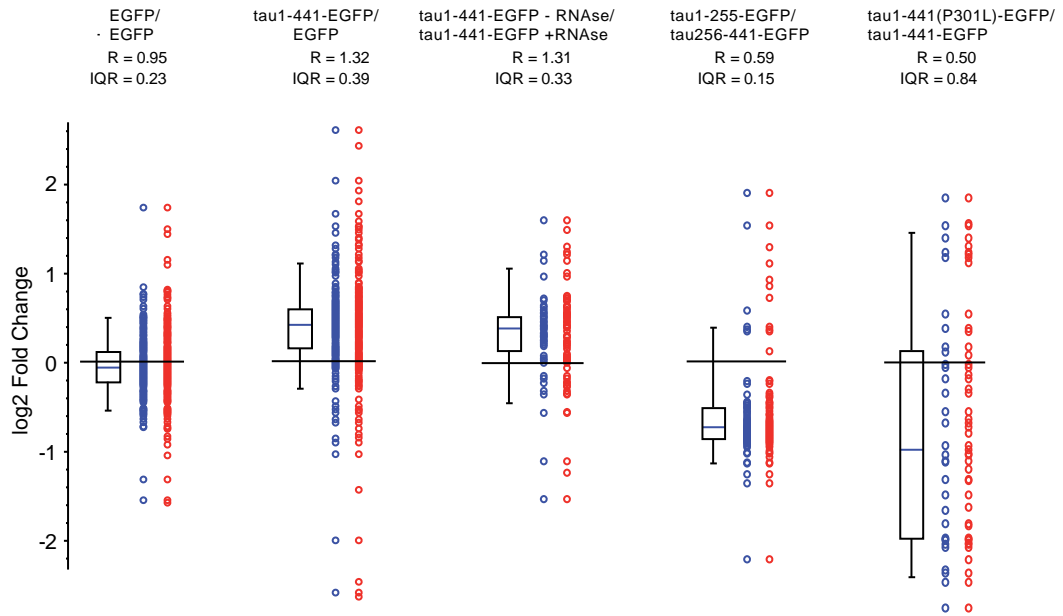 EGFP/
· EGFP
R = 0.95
IQR = 0.23
tau1-441-EGFP/
EGFP
R = 1.32
IQR = 0.39
tau1-441-EGFP - RNAse/
tau1-441-EGFP +RNAse
R = 1.31
IQR = 0.33
tau1-255-EGFP/
tau256-441-EGFP
R = 0.59
IQR = 0.15
tau1-441(P301L)-EGFP/
tau1-441-EGFP
R = 0.50
IQR = 0.84
log2 Fold Change
2
1
0
-1
-2